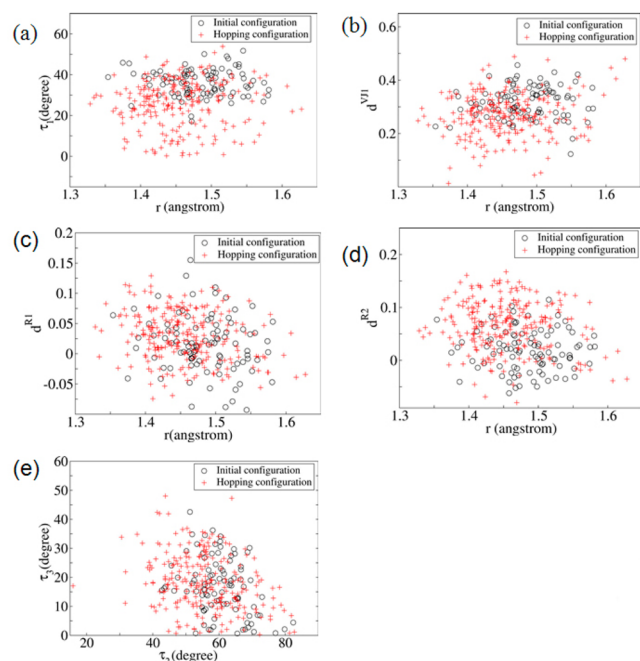 (a)
Initial configuration
Hopping configuration
60
40
20
0
τ₁(degree)
1.3 1.4 1.5 1.6
r (angstrom)
(b)
Initial configuration
Hopping configuration
0.6
0.4
0.2
d^VJ1
1.3 1.4 1.5 1.6
r (angstrom)
(c)
Initial configuration
Hopping configuration
0.2
0.15
0.1
0.05
0
-0.05
d^R1
1.3 1.4 1.5 1.6
r(angstrom)
(d)
Initial configuration
Hopping configuration
0.2
0.1
0
d^R2
1.3 1.4 1.5 1.6
r (angstrom)
(e)
Initial configuration
Hopping configuration
60
50
40
30
20
10
0
τ₃(degree)
20 40 60 80
(degree)